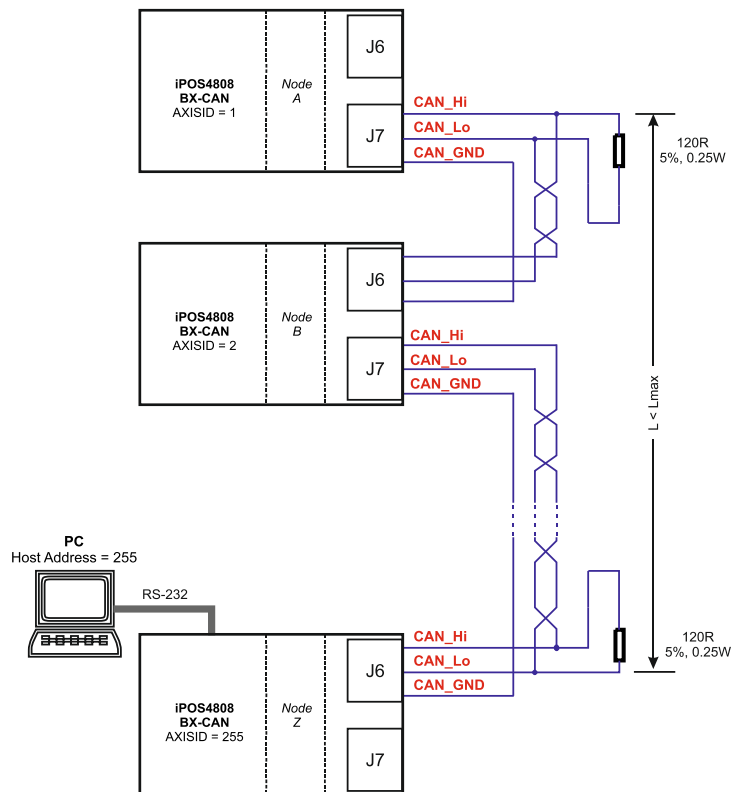 iPOS4808
BX-CAN
AXISID = 1
Node
A
J6
J7
CAN_Hi
CAN_Lo
CAN_GND
120R
5%, 0.25W
iPOS4808
BX-CAN
AXISID = 2
Node
B
J6
J7
CAN_Hi
CAN_Lo
CAN_GND
L < Lmax
PC
Host Address = 255
RS-232
iPOS4808
BX-CAN
AXISID = 255
Node
Z
J6
J7
CAN_Hi
CAN_Lo
CAN_GND
120R
5%, 0.25W